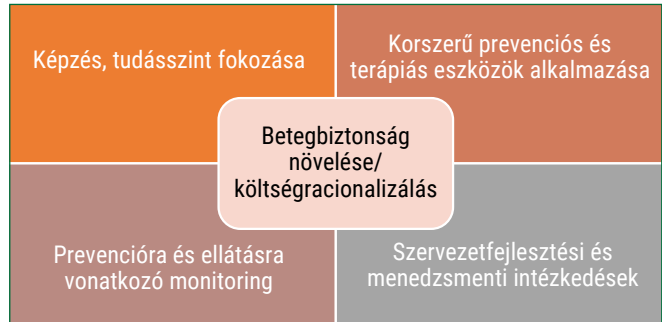 Képzés, tudásszint fokozása
Korszerű prevenciós és
terápiás eszközök alkalmazása
Betegbiztonság
növelése/
költségracionalizálás
Prevencióra és ellátásra
vonatkozó monitoring
Szervezetfejlesztési és
menedzsmenti intézkedések